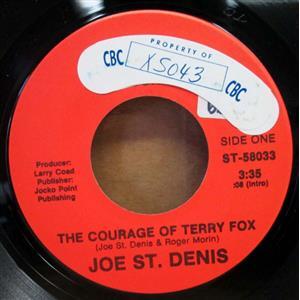 PROPERTY OF
CBC
XS043
CBC
SIDE ONE
ST-58033
3:35
:08 (Intro)
Producer:
Larry Coad
Publisher:
Jocko Point
Publishing
THE COURAGE OF TERRY FOX
(Joe St. Denis & Roger Morin)
JOE ST. DENIS